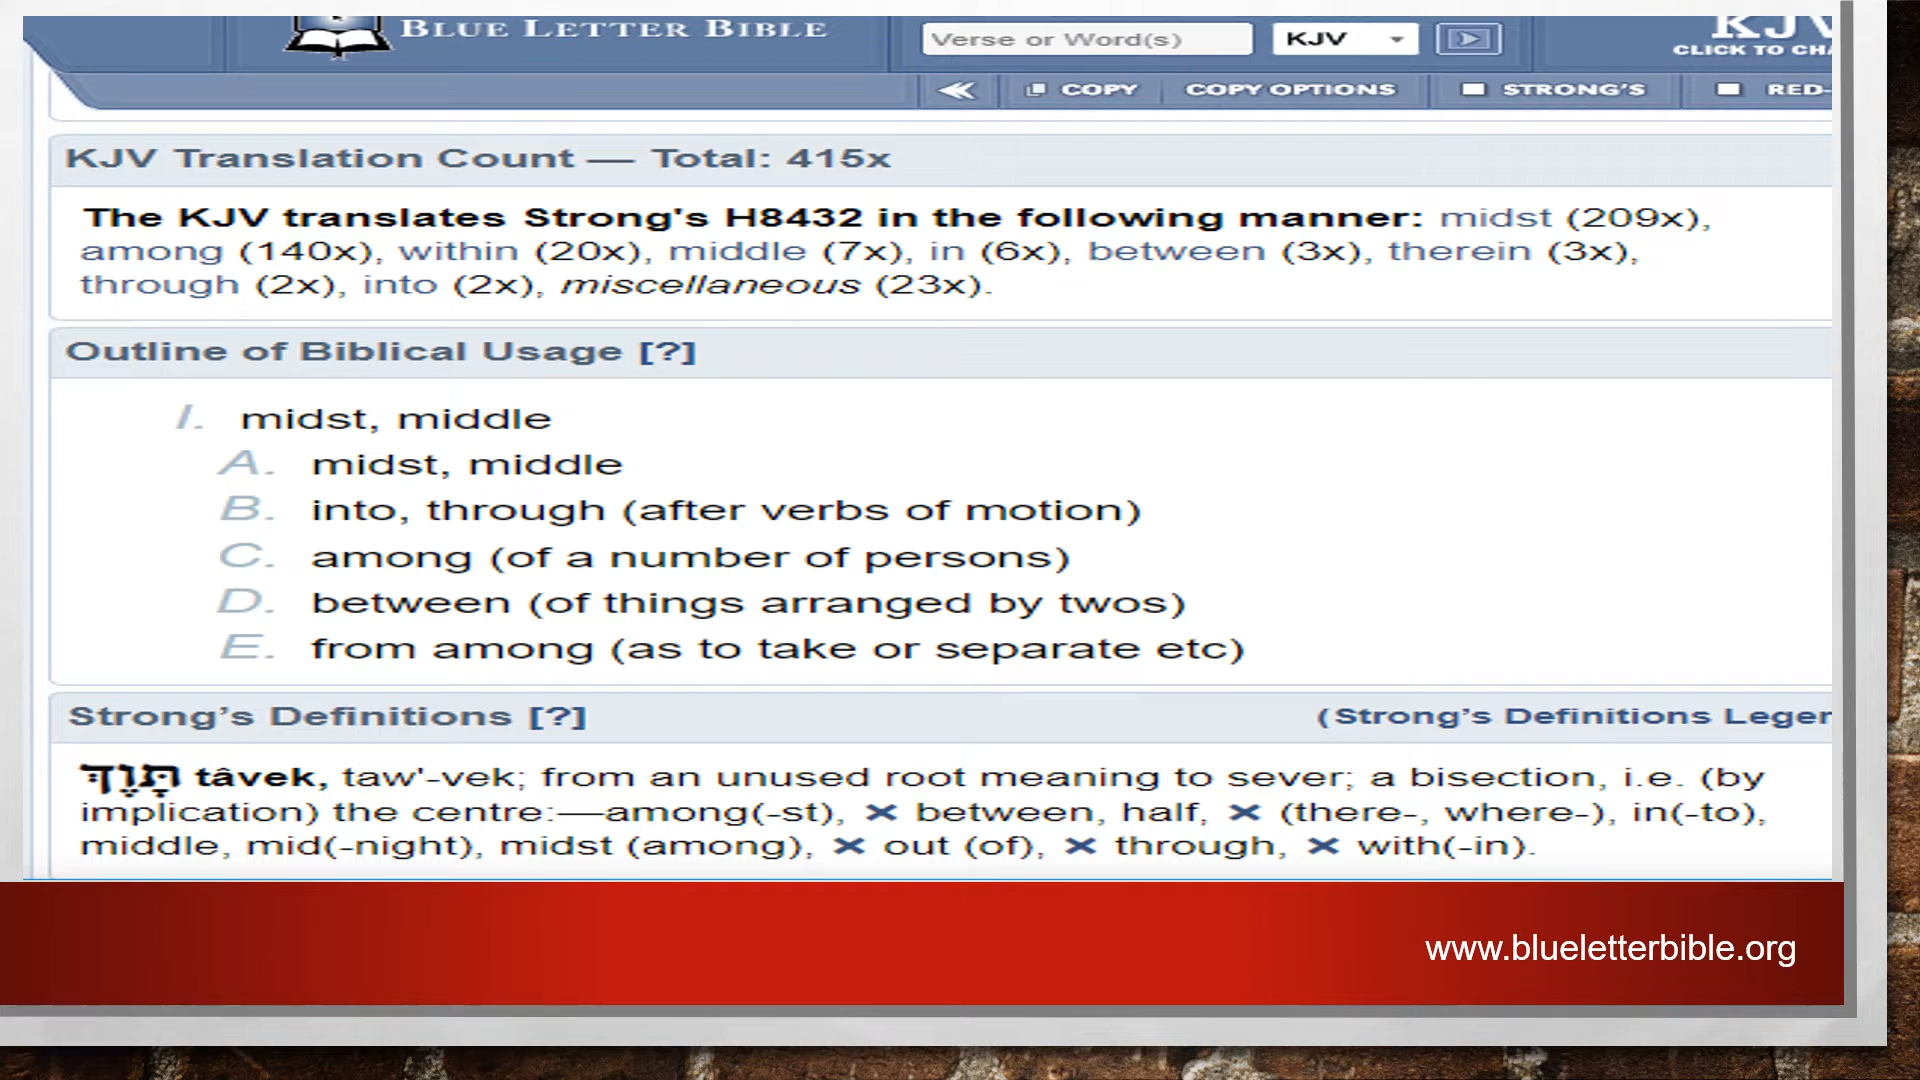 BLUE LETTER BIBLE
Verse or Word(s)
KJV
KJV
CLICK TO CHA
COPY
COPY OPTIONS
STRONG'S
RED-
KJV Translation Count — Total: 415x
The KJV translates Strong's H8432 in the following manner: midst (209x),
among (140x), within (20x), middle (7x), in (6x), between (3x), therein (3x),
through (2x), into (2x), miscellaneous (23x).
Outline of Biblical Usage [?]
I. midst, middle
A. midst, middle
B. into, through (after verbs of motion)
C. among (of a number of persons)
D. between (of things arranged by twos)
E. from among (as to take or separate etc)
Strong's Definitions [?]
(Strong's Definitions Legen
תָּוֶךְ tâvek, taw'-vek; from an unused root meaning to sever; a bisection, i.e. (by
implication) the centre:—among(-st), × between, half, × (there-, where-), in(-to),
middle, mid(-night), midst (among), × out (of), × through, × with(-in).
www.blueletterbible.org